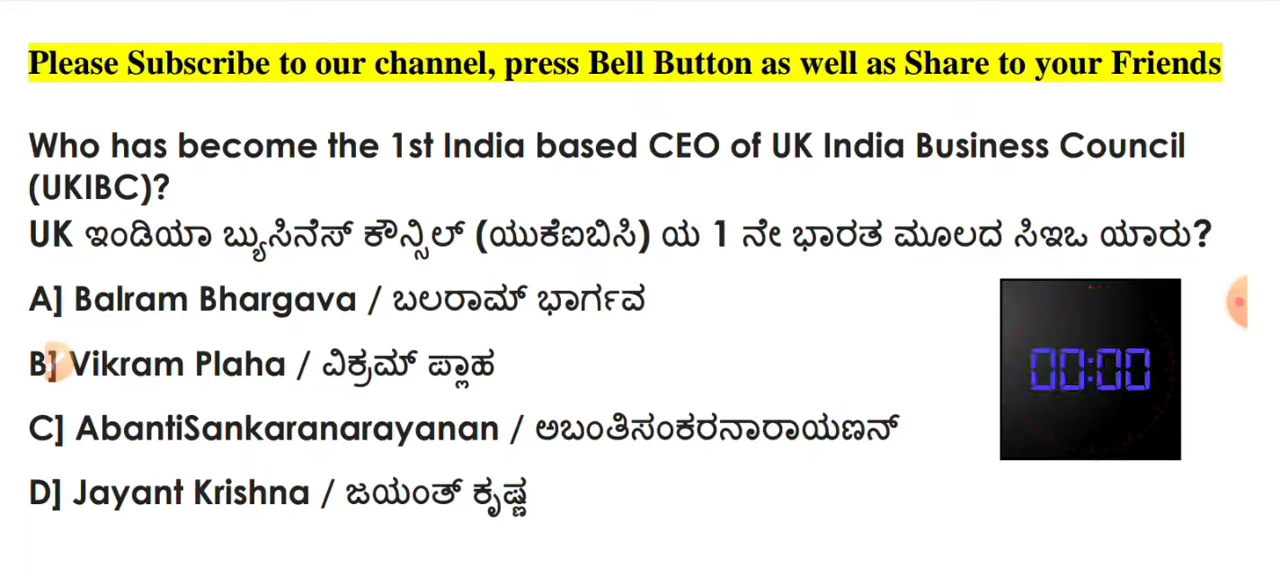 Please Subscribe to our channel, press Bell Button as well as Share to your Friends
Who has become the 1st India based CEO of UK India Business Council
(UKIBC)?
UK ಇಂಡಿಯಾ ಬ್ಯುಸಿನೆಸ್ ಕೌನ್ಸಿಲ್ (ಯುಕೆಐಬಿಸಿ) ಯ 1 ನೇ ಭಾರತ ಮೂಲದ ಸಿಇಒ ಯಾರು?
A] Balram Bhargava / ಬಲರಾಮ್ ಭಾರ್ಗವ
B] Vikram Plaha / ವಿಕ್ರಮ್ ಪ್ಲಾಹ
00:00
C] AbantiSankaranarayanan / ಅಬಂತಿಸಂಕರನಾರಾಯಣನ್
D] Jayant Krishna / ಜಯಂತ್ ಕೃಷ್ಣ